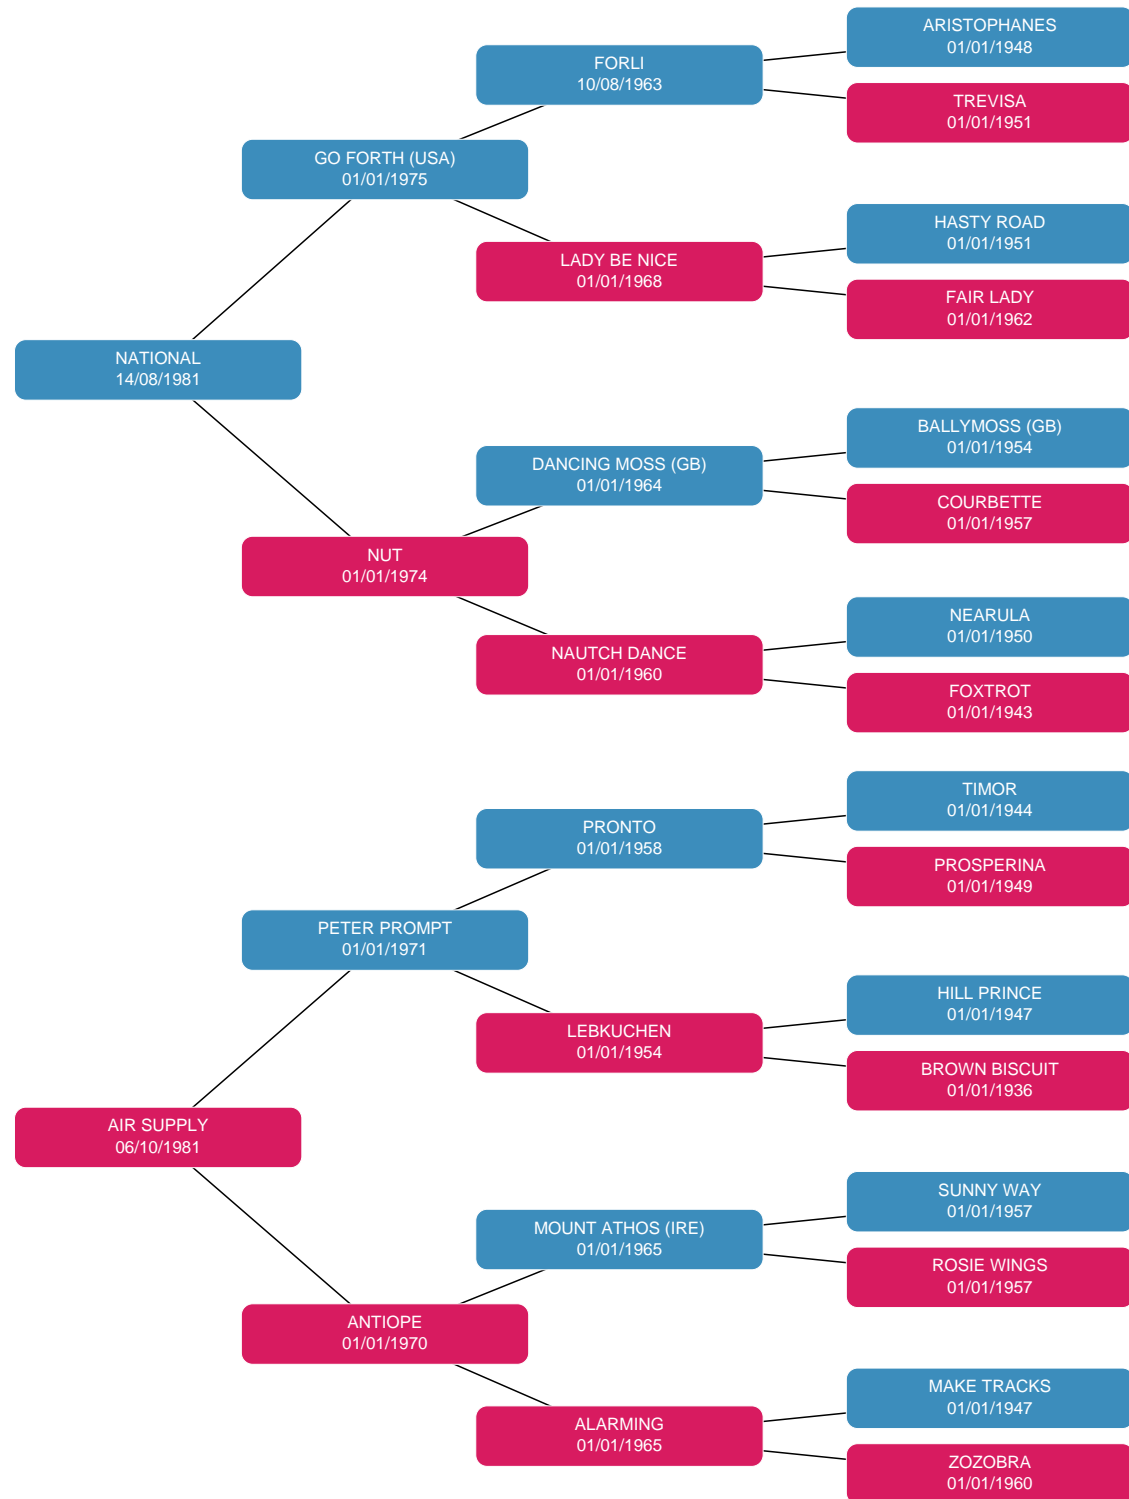 ARISTOPHANES
01/01/1948
FORLI
10/08/1963
TREVISA
01/01/1951
GO FORTH (USA)
01/01/1975
HASTY ROAD
01/01/1951
LADY BE NICE
01/01/1968
FAIR LADY
01/01/1962
NATIONAL
14/08/1981
BALLYMOSS (GB)
01/01/1954
DANCING MOSS (GB)
01/01/1964
COURBETTE
01/01/1957
NUT
01/01/1974
NEARULA
01/01/1950
NAUTCH DANCE
01/01/1960
FOXTROT
01/01/1943
TIMOR
01/01/1944
PRONTO
01/01/1958
PROSPERINA
01/01/1949
PETER PROMPT
01/01/1971
HILL PRINCE
01/01/1947
LEBKUCHEN
01/01/1954
BROWN BISCUIT
01/01/1936
AIR SUPPLY
06/10/1981
SUNNY WAY
01/01/1957
MOUNT ATHOS (IRE)
01/01/1965
ROSIE WINGS
01/01/1957
ANTIOPE
01/01/1970
MAKE TRACKS
01/01/1947
ALARMING
01/01/1965
ZOZOBRA
01/01/1960